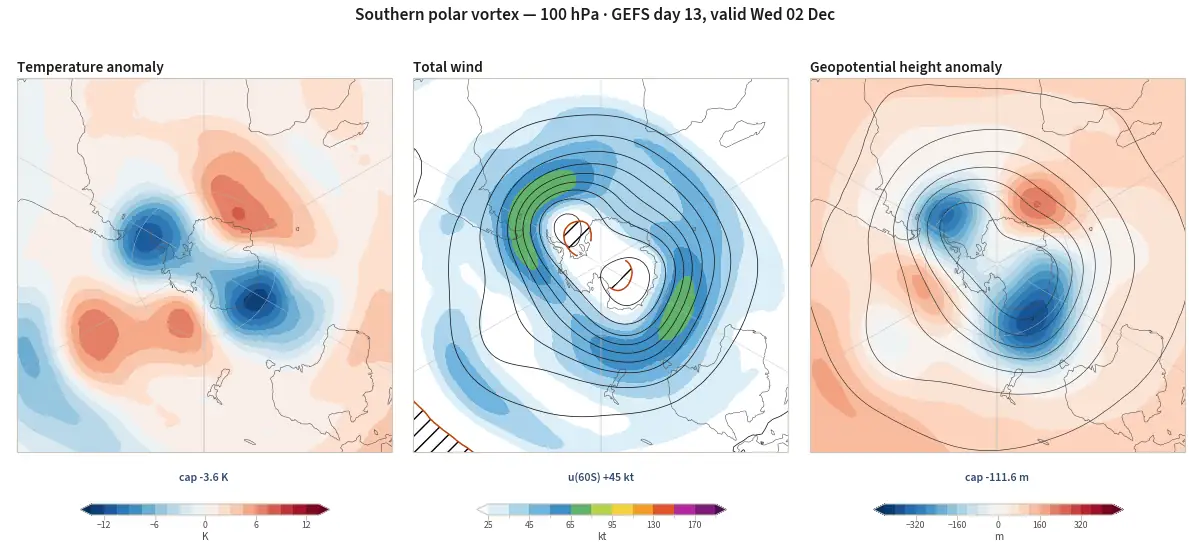 Southern polar vortex — 100 hPa · GEFS day 13, valid Wed 02 Dec
Temperature anomaly
Total wind
Geopotential height anomaly
cap -3.6 K
u(60S) +45 kt
cap -111.6 m
−12 −6 0 6 12
K
25 45 65 95 130 170
kt
−320 −160 0 160 320
m